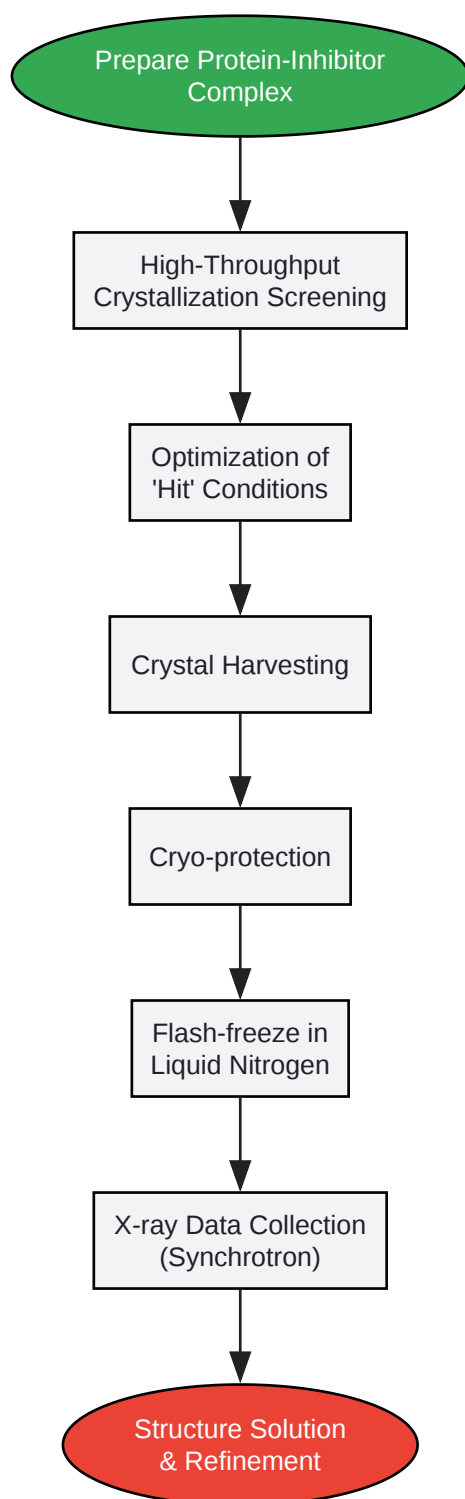 Prepare Protein-Inhibitor
Complex
High-Throughput
Crystallization Screening
Optimization of
'Hit' Conditions
Crystal Harvesting
Cryo-protection
Flash-freeze in
Liquid Nitrogen
X-ray Data Collection
(Synchrotron)
Structure Solution
& Refinement